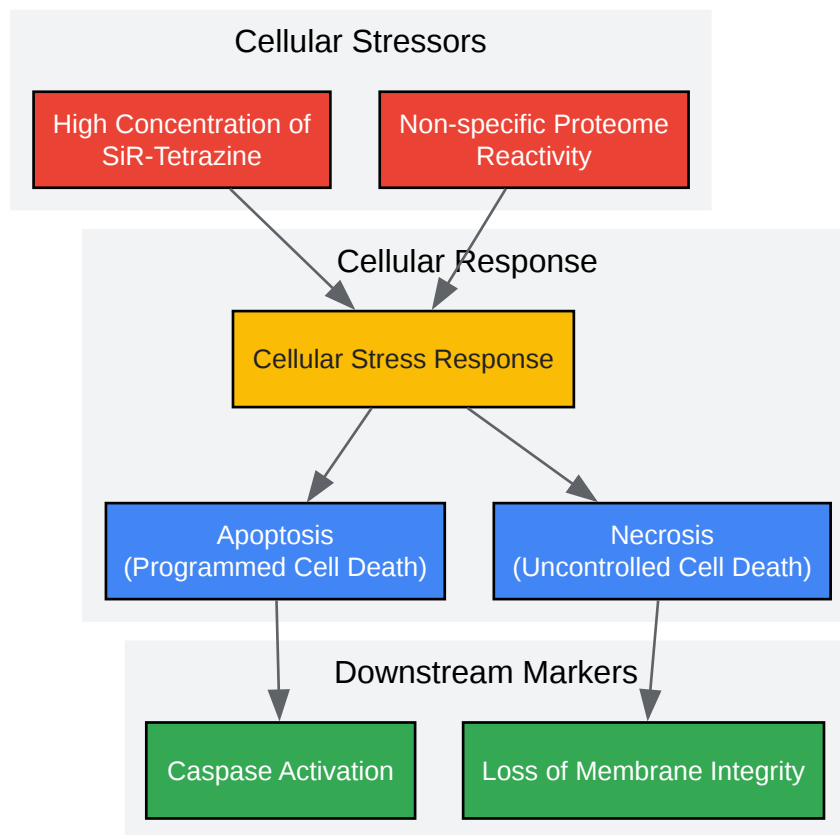 Cellular Stressors
High Concentration of
SiR-Tetrazine
Non-specific Proteome
Reactivity
Cellular Response
Cellular Stress Response
Apoptosis
(Programmed Cell Death)
Necrosis
(Uncontrolled Cell Death)
Downstream Markers
Caspase Activation
Loss of Membrane Integrity